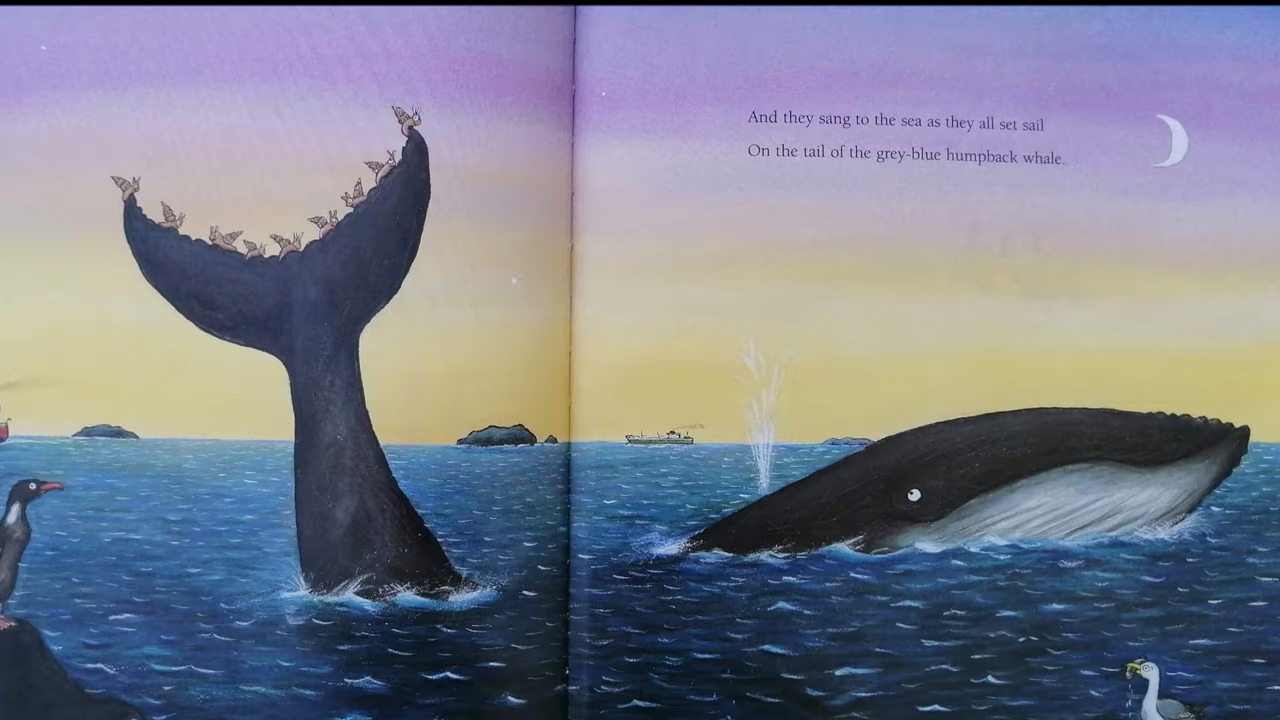 And they sang to the sea as they all set sail
On the tail of the grey-blue humpback whale.